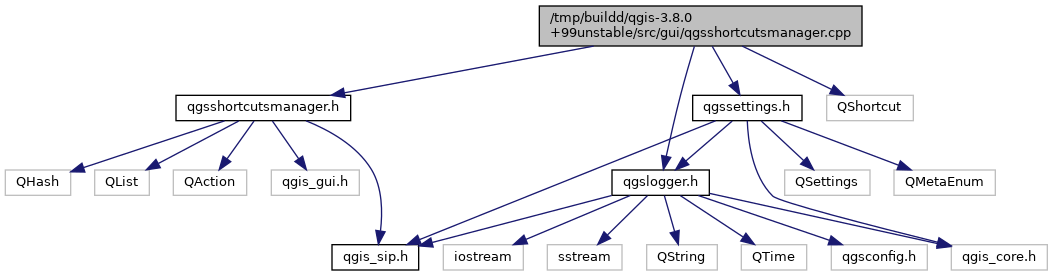 /tmp/buildd/qgis-3.8.0
+99unstable/src/gui/qgsshortcutsmanager.cpp
qgsshortcutsmanager.h
qgssettings.h
QShortcut
QHash
QList
QAction
qgis_gui.h
qgslogger.h
QSettings
QMetaEnum
qgis_sip.h
iostream
sstream
QString
QTime
qgsconfig.h
qgis_core.h